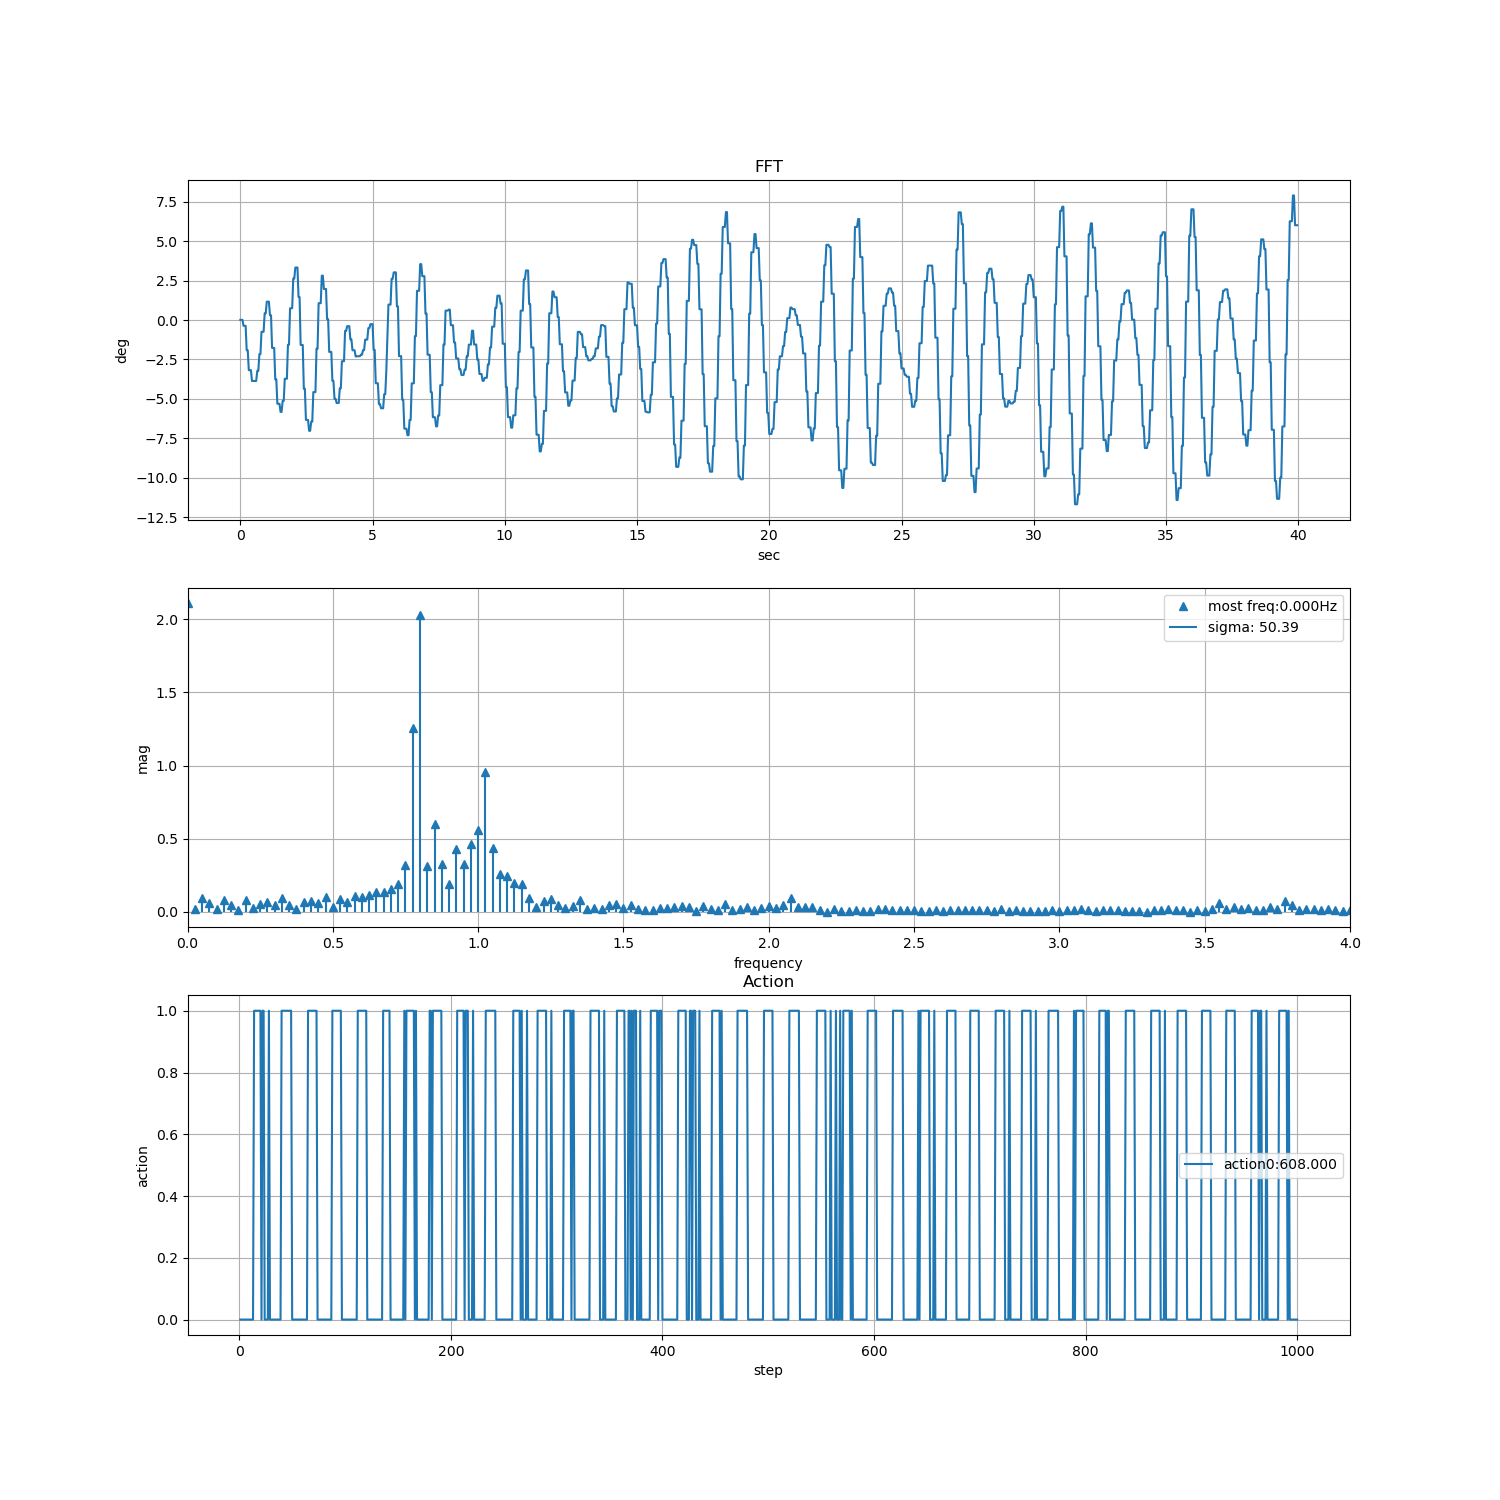 FFT
7.5
5.0
2.5
0.0
−2.5
−5.0
−7.5
−10.0
−12.5
deg
0 5 10 15 20 25 30 35 40
sec
most freq:0.000Hz
sigma: 50.39
2.0
1.5
1.0
0.5
0.0
mag
0.0 0.5 1.0 1.5 2.0 2.5 3.0 3.5 4.0
frequency
Action
1.0
0.8
0.6
0.4
0.2
0.0
action
action0:608.000
0 200 400 600 800 1000
step